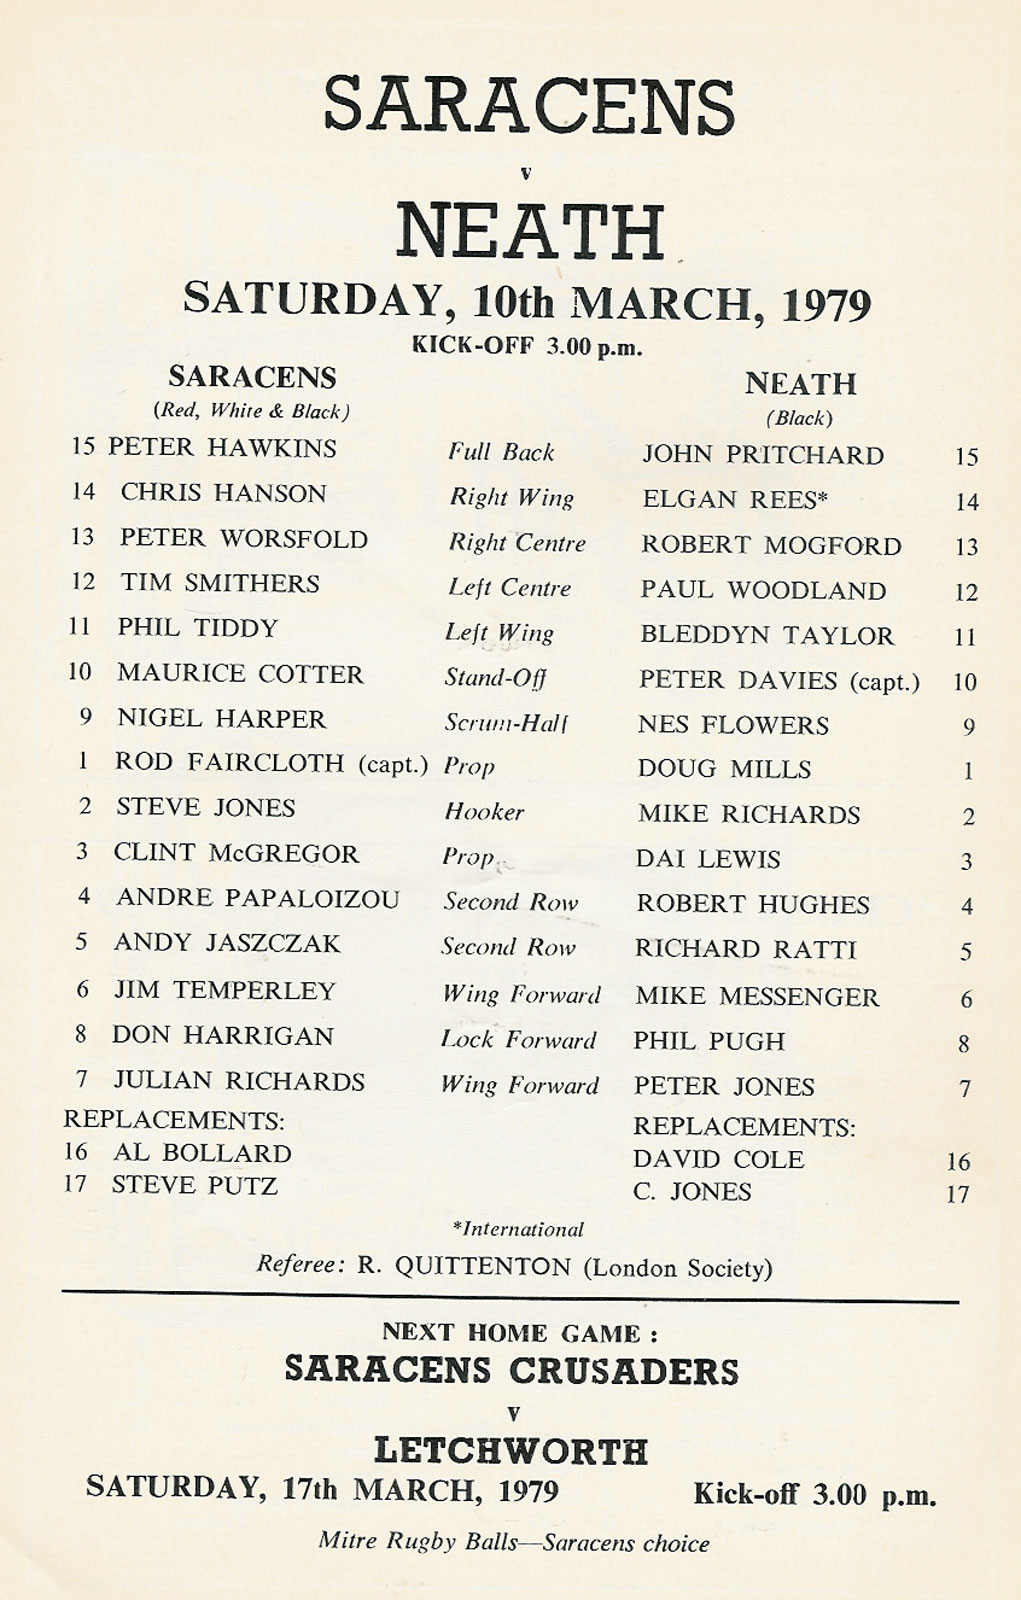 SARACENS
v
NEATH
SATURDAY, 10th MARCH, 1979
KICK-OFF 3.00 p.m.
SARACENS NEATH
(Red, White & Black) (Black)
15 PETER HAWKINS Full Back JOHN PRITCHARD 15
14 CHRIS HANSON Right Wing ELGAN REES* 14
13 PETER WORSFOLD Right Centre ROBERT MOGFORD 13
12 TIM SMITHERS Left Centre PAUL WOODLAND 12
11 PHIL TIDDY Left Wing BLEDDYN TAYLOR 11
10 MAURICE COTTER Stand-Off PETER DAVIES (capt.) 10
9 NIGEL HARPER Scrum-Half NES FLOWERS 9
1 ROD FAIRCLOTH (capt.) Prop DOUG MILLS 1
2 STEVE JONES Hooker MIKE RICHARDS 2
3 CLINT McGREGOR Prop DAI LEWIS 3
4 ANDRE PAPALOIZOU Second Row ROBERT HUGHES 4
5 ANDY JASZCZAK Second Row RICHARD RATTI 5
6 JIM TEMPERLEY Wing Forward MIKE MESSENGER 6
8 DON HARRIGAN Lock Forward PHIL PUGH 8
7 JULIAN RICHARDS Wing Forward PETER JONES 7
REPLACEMENTS: REPLACEMENTS:
16 AL BOLLARD DAVID COLE 16
17 STEVE PUTZ C. JONES 17
*International
Referee: R. QUITTENTON (London Society)
NEXT HOME GAME :
SARACENS CRUSADERS
v
LETCHWORTH
SATURDAY, 17th MARCH, 1979 Kick-off 3.00 p.m.
Mitre Rugby Balls—Saracens choice